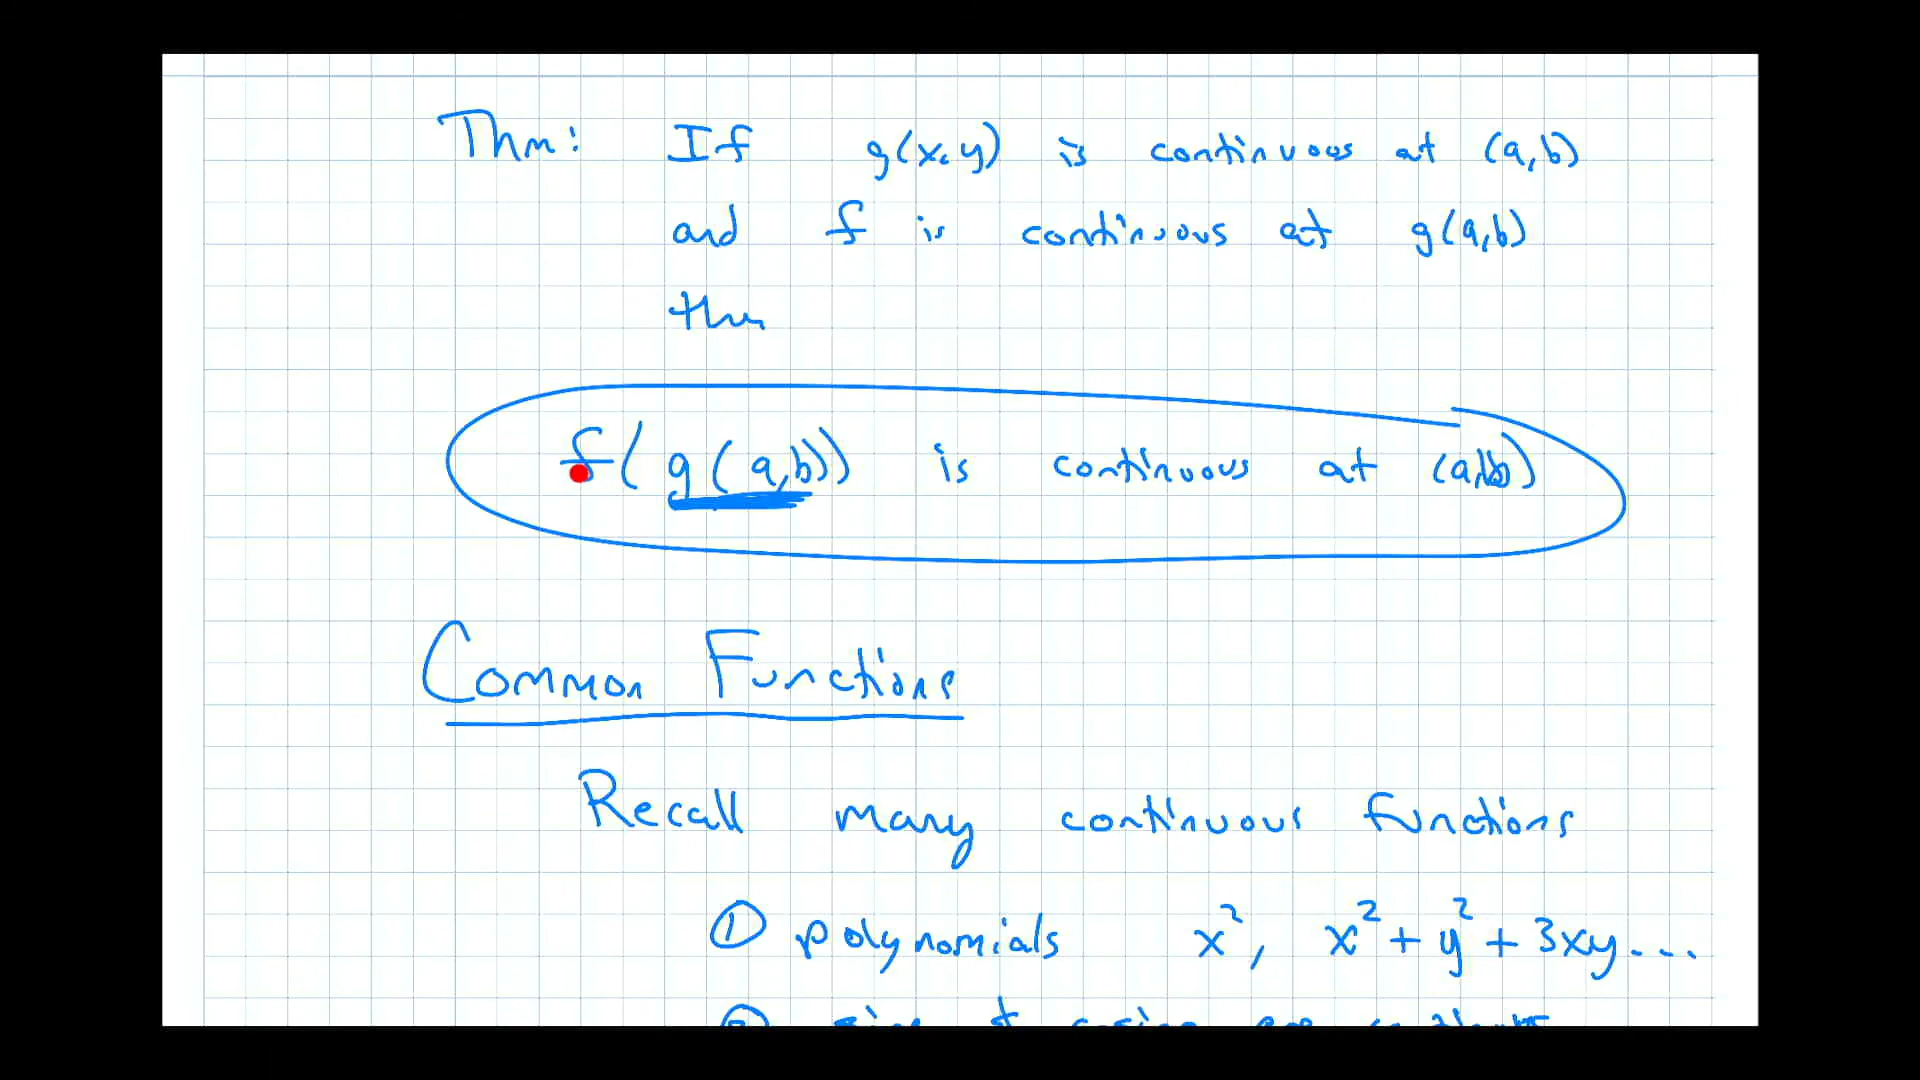 Thm: If g(x,y) is continuous at (a,b)
and f is continuous at g(a,b)
then
f(g(a,b)) is continuous at (a,b)
Common Functions
Recall many continuous functions
① polynomials x², x² + y² + 3xy...